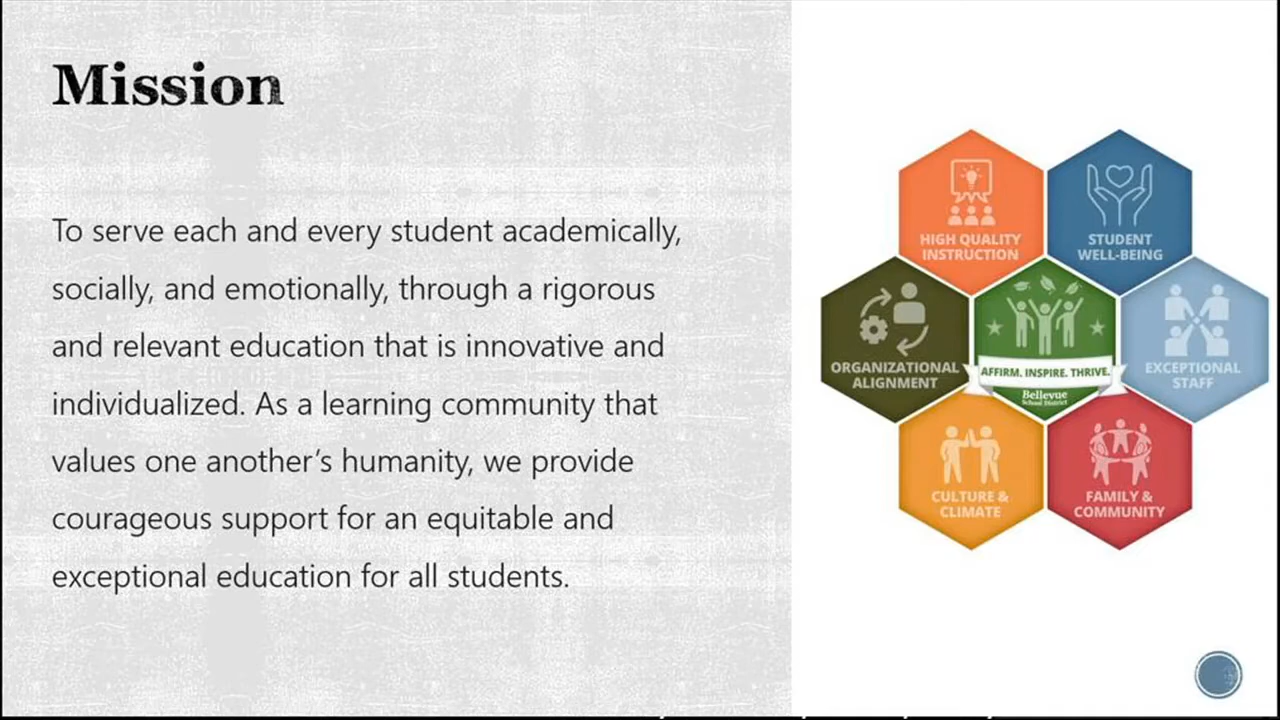 Mission
To serve each and every student academically,
socially, and emotionally, through a rigorous
and relevant education that is innovative and
individualized. As a learning community that
values one another’s humanity, we provide
courageous support for an equitable and
exceptional education for all students.
HIGH QUALITY
INSTRUCTION
STUDENT
WELL-BEING
ORGANIZATIONAL
ALIGNMENT
AFFIRM. INSPIRE. THRIVE.
Bellevue
School District
EXCEPTIONAL
STAFF
CULTURE &
CLIMATE
FAMILY &
COMMUNITY